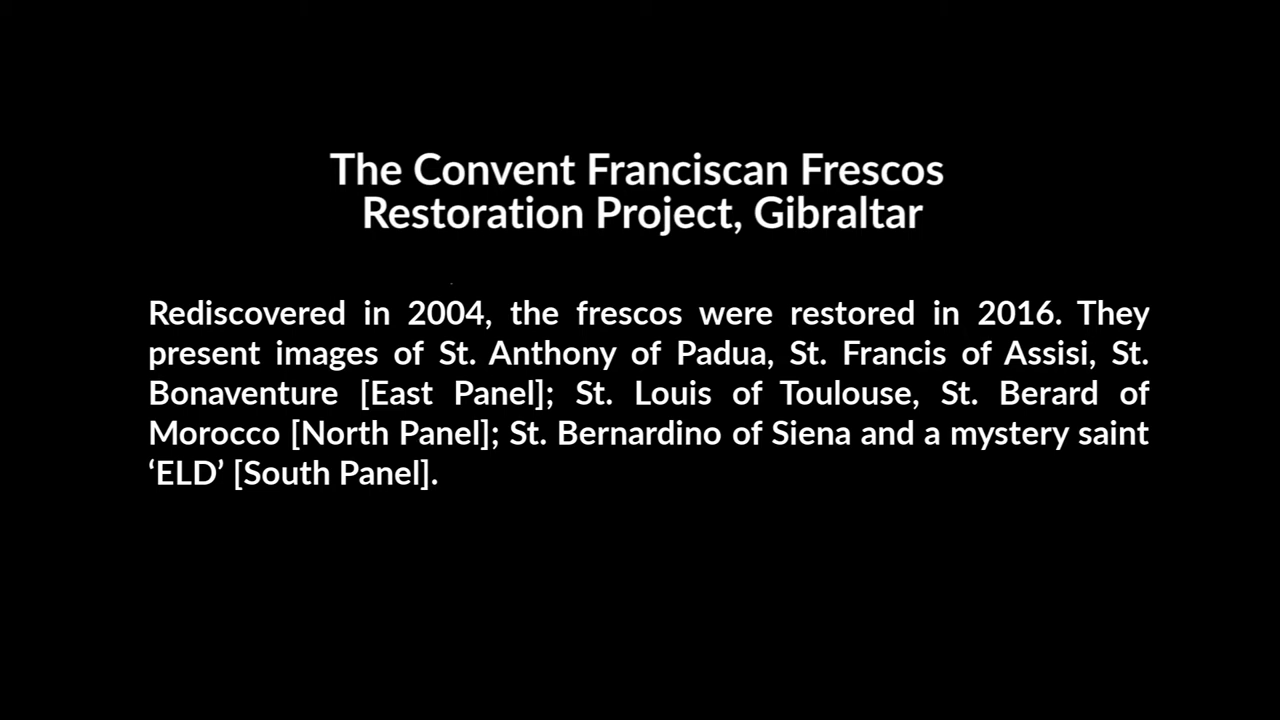 The Convent Franciscan Frescos
Restoration Project, Gibraltar
Rediscovered in 2004, the frescos were restored in 2016. They
present images of St. Anthony of Padua, St. Francis of Assisi, St.
Bonaventure [East Panel]; St. Louis of Toulouse, St. Berard of
Morocco [North Panel]; St. Bernardino of Siena and a mystery saint
‘ELD’ [South Panel].